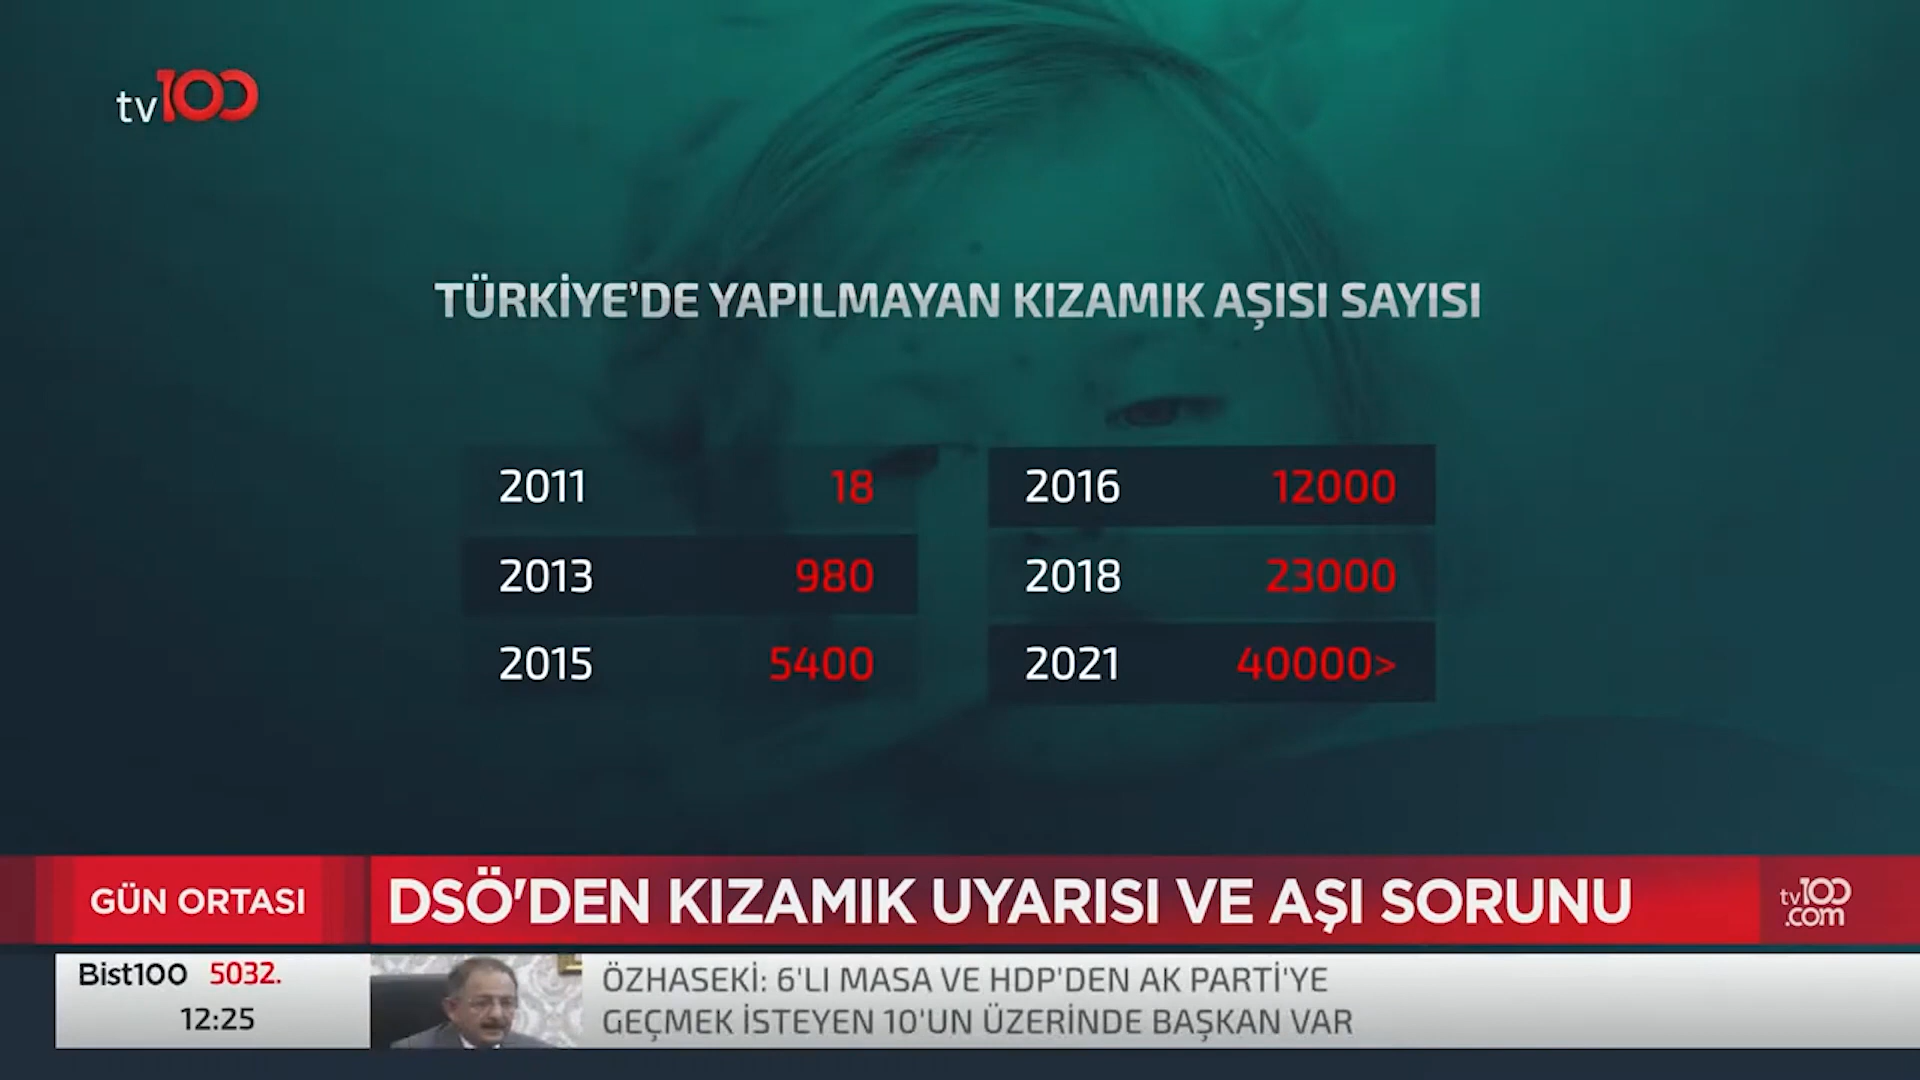 tv100
TÜRKİYE'DE YAPILMAYAN KIZAMIK AŞISI SAYISI
2011 18
2013 980
2015 5400
2016 12000
2018 23000
2021 40000>
GÜN ORTASI
DSÖ'DEN KIZAMIK UYARISI VE AŞI SORUNU
tv100
.com
Bist100 5032.
12:25
ÖZHASEKİ: 6'LI MASA VE HDP'DEN AK PARTİ'YE
GEÇMEK İSTEYEN 10'UN ÜZERİNDE BAŞKAN VAR